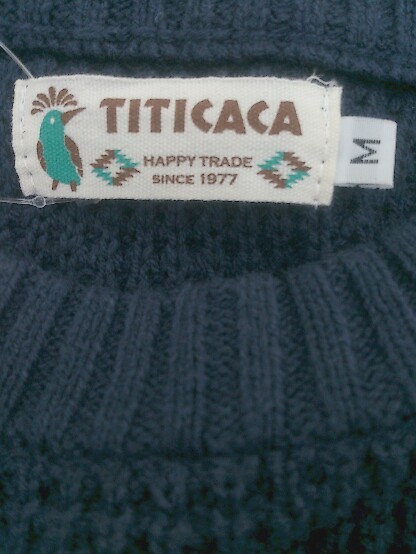 TITICACA
HAPPY TRADE
SINCE 1977
M